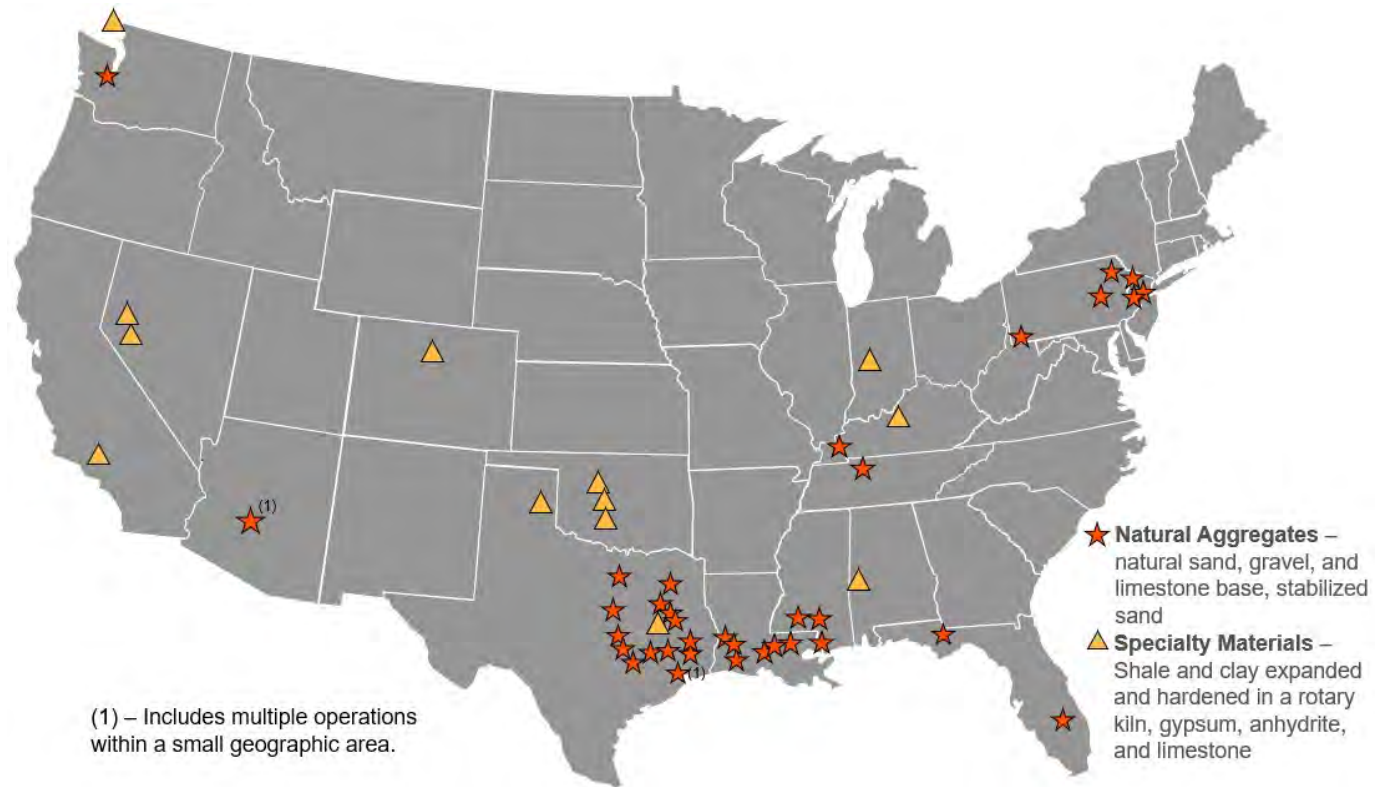 (1)
Natural Aggregates –
natural sand, gravel, and
limestone base, stabilized
sand
Specialty Materials –
Shale and clay expanded
and hardened in a rotary
kiln, gypsum, anhydrite,
and limestone
(1)
(1) – Includes multiple operations
within a small geographic area.